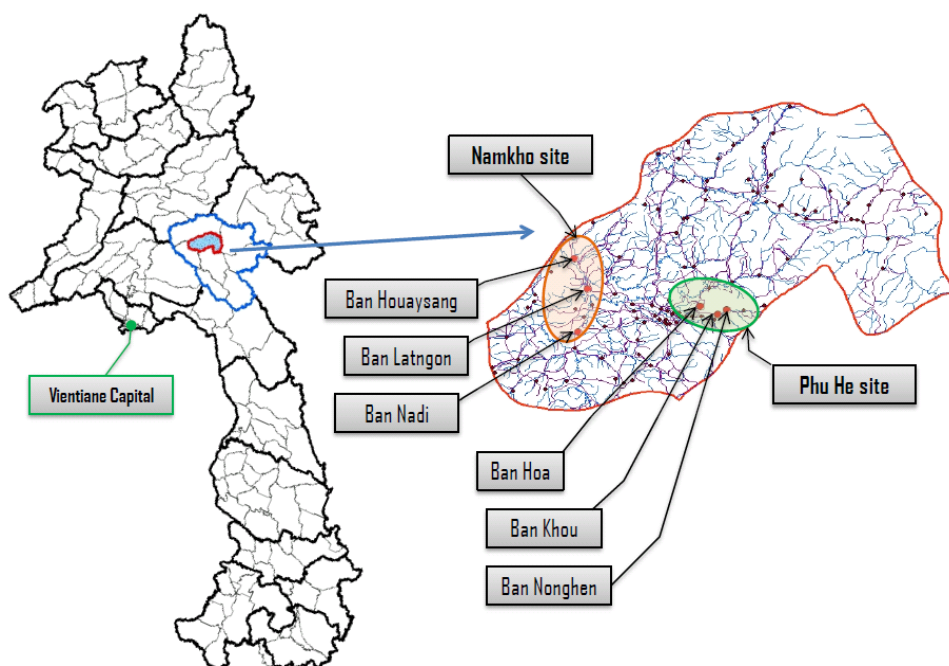 Namkho site
Ban Houaysang
Ban Latngon
Vientiane Capital
Ban Nadi
Phu He site
Ban Hoa
Ban Khou
Ban Nonghen